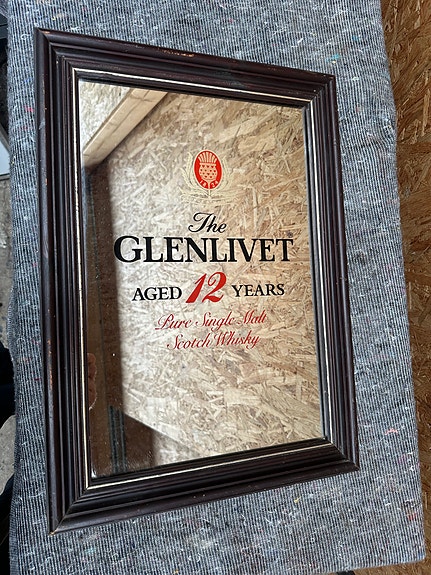 The
GLENLIVET
AGED 12 YEARS
Pure Single Malt
Scotch Whisky